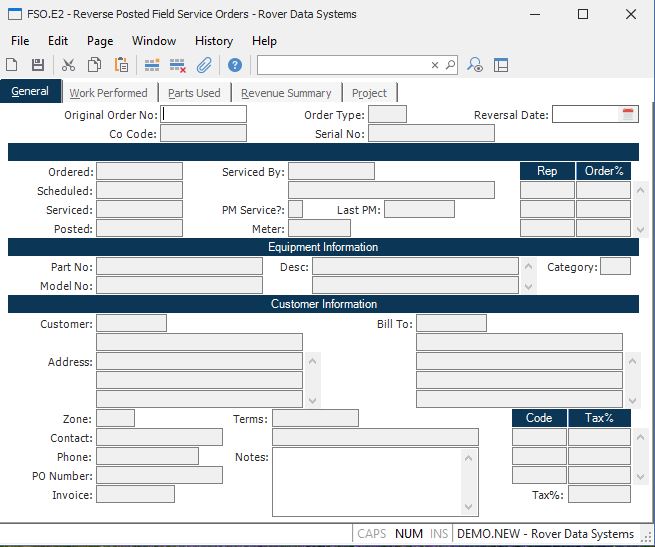 FSO.E2 - Reverse Posted Field Service Orders - Rover Data Systems
File Edit Page Window History Help
General Work Performed Parts Used Revenue Summary Project
Original Order No: Order Type: Reversal Date:
Co Code: Serial No:
Ordered: Serviced By: Rep Order%
Scheduled:
Serviced: PM Service?: Last PM:
Posted: Meter:
Equipment Information
Part No: Desc: Category:
Model No:
Customer Information
Customer: Bill To:
Address:
Zone: Terms: Code Tax%
Contact:
Phone: Notes:
PO Number:
Invoice: Tax%:
CAPS NUM INS DEMO.NEW - Rover Data Systems